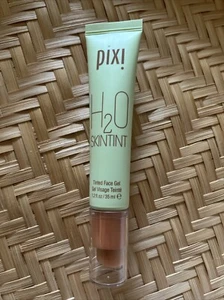 pixi
H2O
SKINTINT
Tinted Face Gel
Gel Visage Teinté